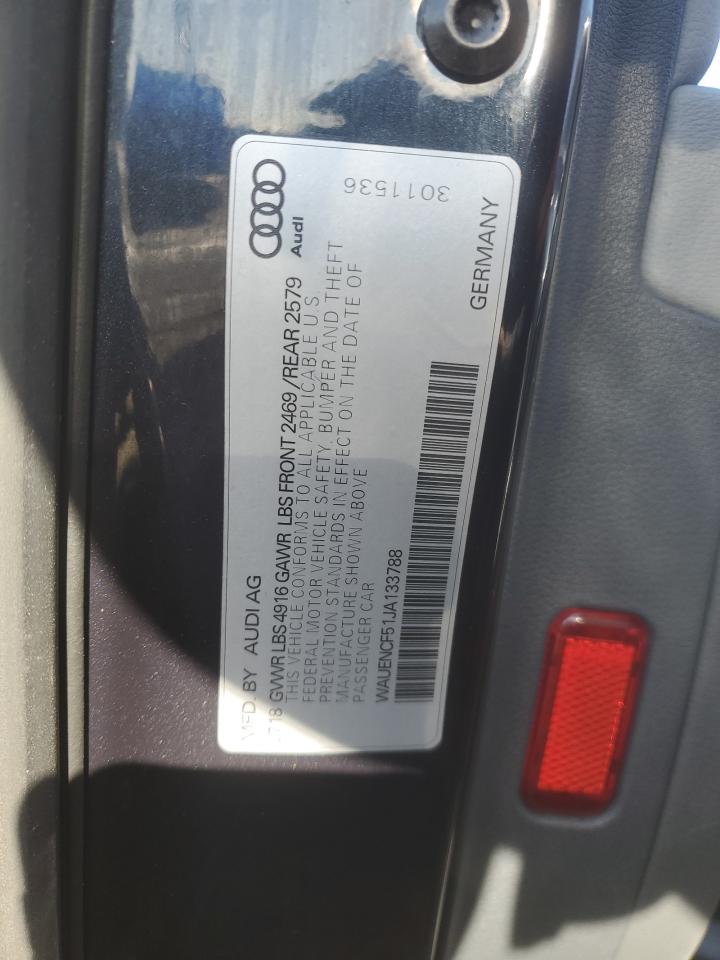 Audi
3011536
MFD. BY AUDI AG
GVWR LBS 4916 GAWR LBS FRONT 2469 /REAR 2579
THIS VEHICLE CONFORMS TO ALL APPLICABLE U.S.
FEDERAL MOTOR VEHICLE SAFETY. BUMPER AND THEFT
PREVENTION STANDARDS IN EFFECT ON THE DATE OF
MANUFACTURE SHOWN ABOVE
PASSENGER CAR
WAUENCF51JA133788
GERMANY